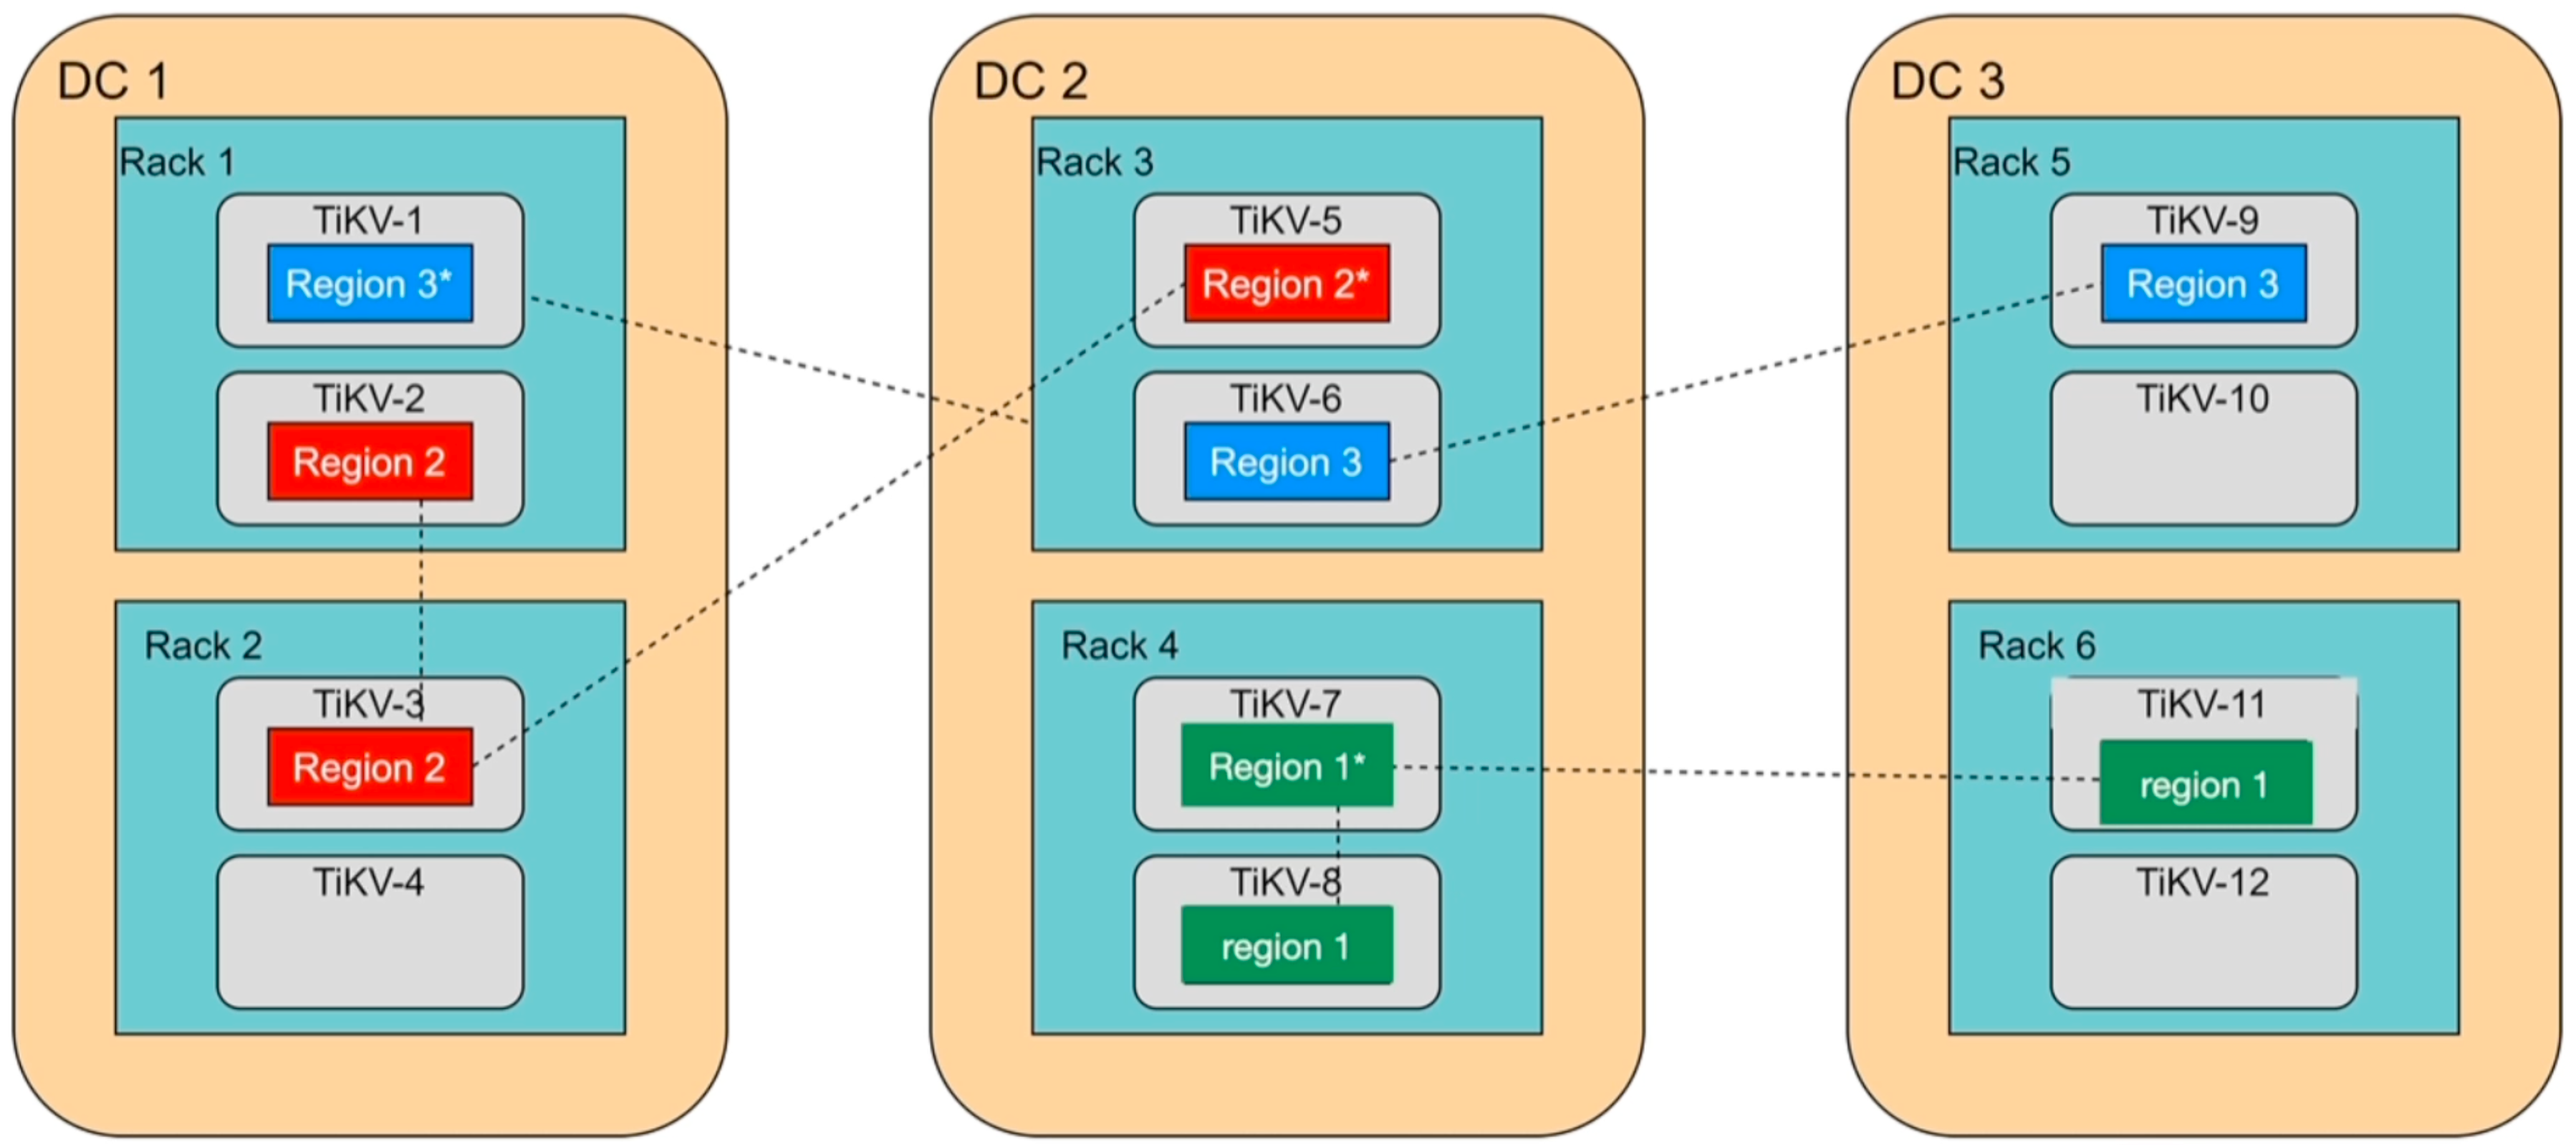 DC 1
Rack 1
TiKV-1
Region 3*
TiKV-2
Region 2
Rack 2
TiKV-3
Region 2
TiKV-4
DC 2
Rack 3
TiKV-5
Region 2*
TiKV-6
Region 3
Rack 4
TiKV-7
Region 1*
TiKV-8
region 1
DC 3
Rack 5
TiKV-9
Region 3
TiKV-10
Rack 6
TiKV-11
region 1
TiKV-12